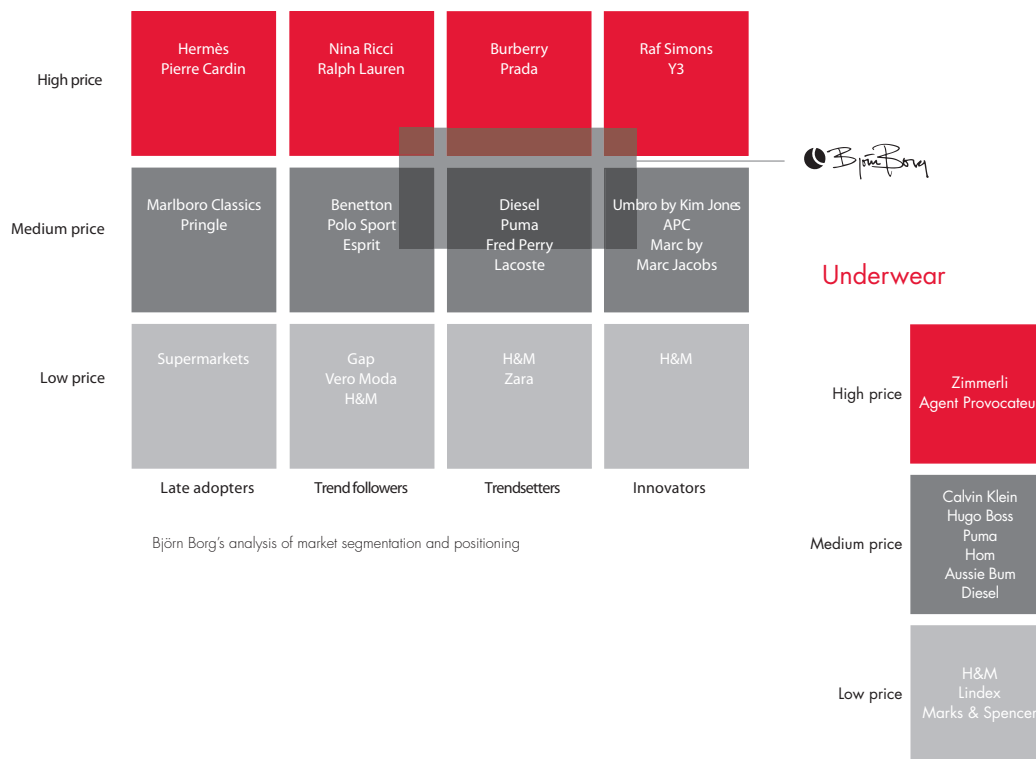 High price
Hermès
Pierre Cardin
Nina Ricci
Ralph Lauren
Burberry
Prada
Raf Simons
Y3
Björn Borg
Medium price
Marlboro Classics
Pringle
Benetton
Polo Sport
Esprit
Diesel
Puma
Fred Perry
Lacoste
Umbro by Kim Jones
APC
Marc by
Marc Jacobs
Low price
Supermarkets
Gap
Vero Moda
H&M
H&M
Zara
H&M
Late adopters
Trend followers
Trendsetters
Innovators
Björn Borg's analysis of market segmentation and positioning
Underwear
High price
Zimmerli
Agent Provocateu
Medium price
Calvin Klein
Hugo Boss
Puma
Hom
Aussie Bum
Diesel
Low price
H&M
Lindex
Marks & Spencer